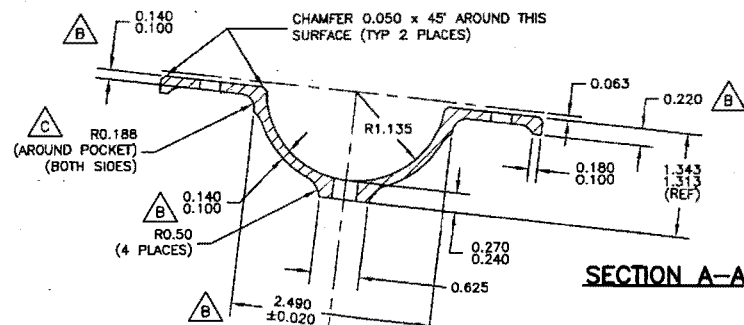 B
0.140
0.100
CHAMFER 0.050 x 45° AROUND THIS
SURFACE (TYP 2 PLACES)
0.063
0.220
B
C
R0.188
(AROUND POCKET)
(BOTH SIDES)
R1.135
0.180
0.100
1.343
1.313
(REF)
B
0.140
0.100
R0.50
(4 PLACES)
0.270
0.240
0.625
SECTION A-A
B
2.490
±0.020